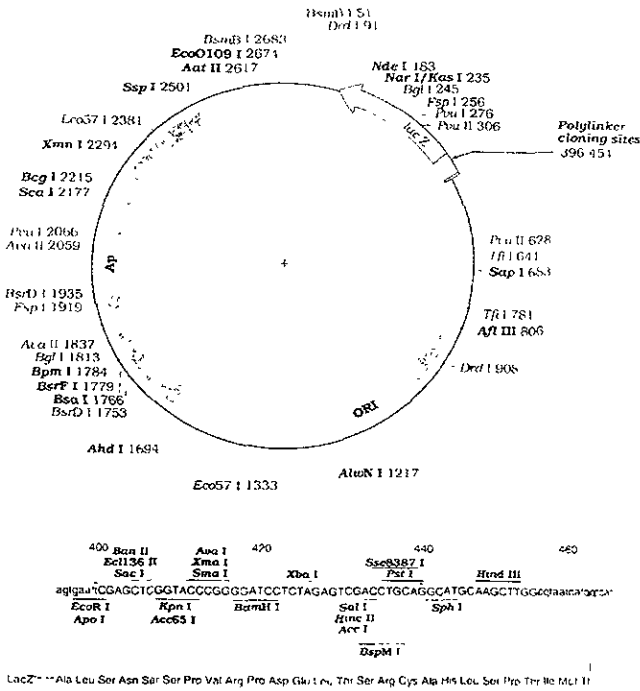 BsmB I 51
Drd I 91
BsmB I 2683
EcoO109 I 2674
Aat II 2617
Ssp I 2501
Eco57 I 2381
Xmn I 2294
Bcg I 2215
Sca I 2177
Pvu I 2066
Ava II 2059
Ap
BsrD I 1935
Fsp I 1919
Ava II 1837
Bgl I 1813
Bpm I 1784
BsrF I 1779
Bsa I 1766
BsrD I 1753
Ahd I 1694
Eco57 I 1333
Nde I 183
Nar I/Kas I 235
Bgl I 245
Fsp I 256
Pvu I 276
Pvu II 306
lac Z
Polylinker
cloning sites
396-454
Pvu II 628
Tfi I 641
Sap I 683
Tfi I 781
Afl III 806
Drd I 908
ORI
AlwN I 1217
400 420 440 460
Ban II Ava I Sse8387 I
Ecl136 II Xma I
Sac I Sma I Xba I Pst I Hind III
agtgaattCGAGCTCGGTACCCGGGGATCCTCTAGAGTCGACCTGCAGGCATGCAAGCTTGG
EcoR I Kpn I BamH I Sal I Sph I
Apo I Acc65 I Hinc II
Acc I
BspM I
LacZ Ala Leu Ser Asn Ser Ser Pro Val Arg Pro Asp Glu Leu Thr Ser Arg Cys Ala His Leu Ser Pro Thr Ile Met Thr